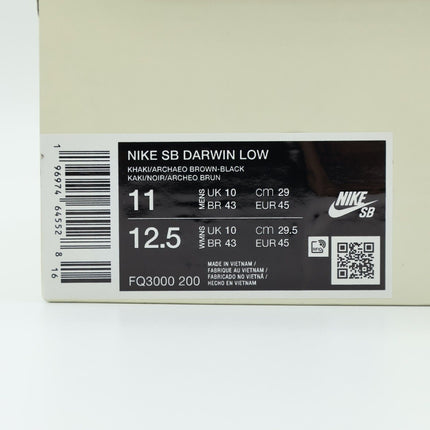 NIKE SB DARWIN LOW
KHAKI/ARCHAEO BROWN-BLACK
KAKI/NOIR/ARCHEO BRUN
11 MENS UK 10 CM 29
BR 43 EUR 45
12.5 WMNS UK 10 CM 29.5
BR 43 EUR 45
NIKE
SB
FQ3000 200
MADE IN VIETNAM /
FABRIQUE AU VIETNAM /
FABRICADO NO VIETNÃ /
HECHO EN VIETNAM
1 96974 64552 8 16